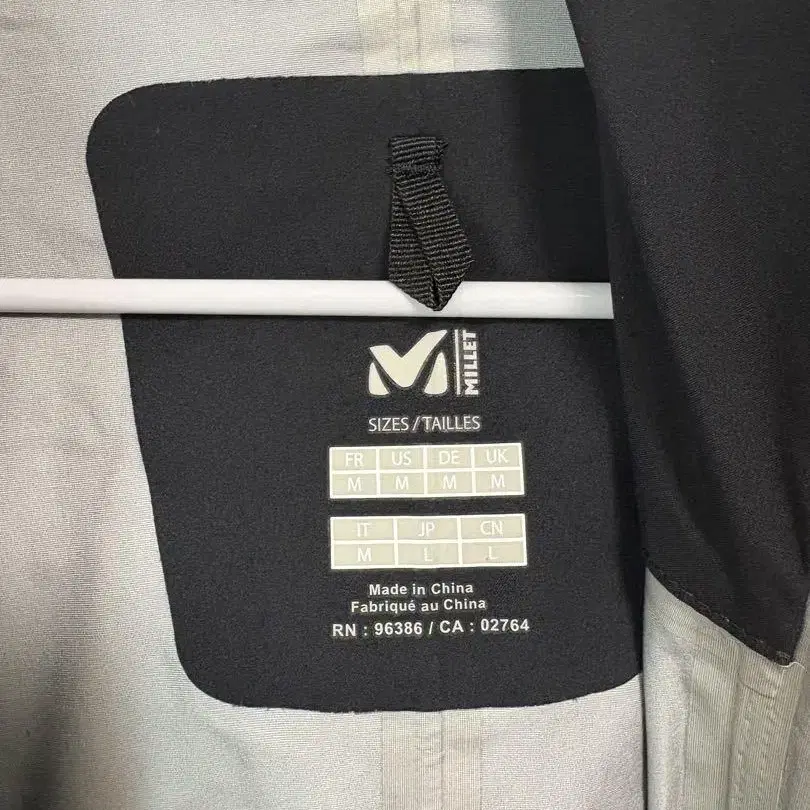 MILLET
SIZES / TAILLES
FR US DE UK
M M M M
IT JP CN
M L L
Made in China
Fabriqué au China
RN : 96386 / CA : 02764